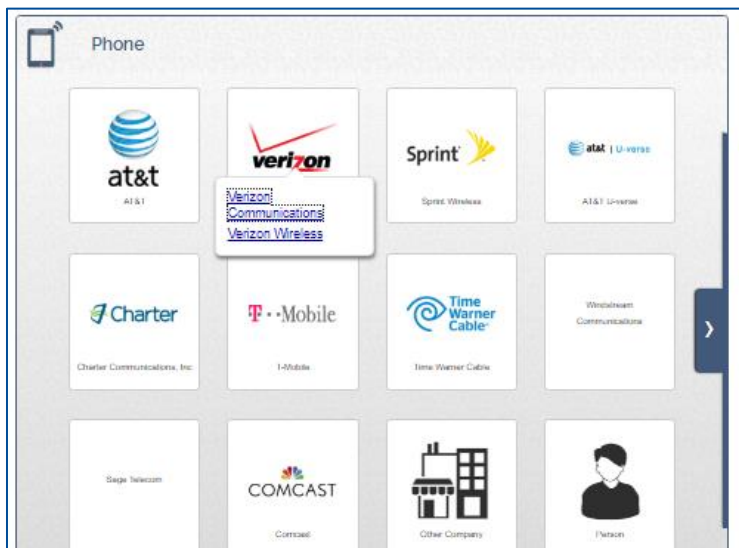 Phone
at&t
AT&T
verizon
Verizon
Communications
Verizon Wireless
Sprint
Sprint Wireless
at&t | U-verse
AT&T U-verse
Charter
Charter Communications, Inc
T··Mobile
T-Mobile
Time
Warner
Cable
Time Warner Cable
Windstream
Communications
Sage Telecom
COMCAST
Comcast
Other Company
Person